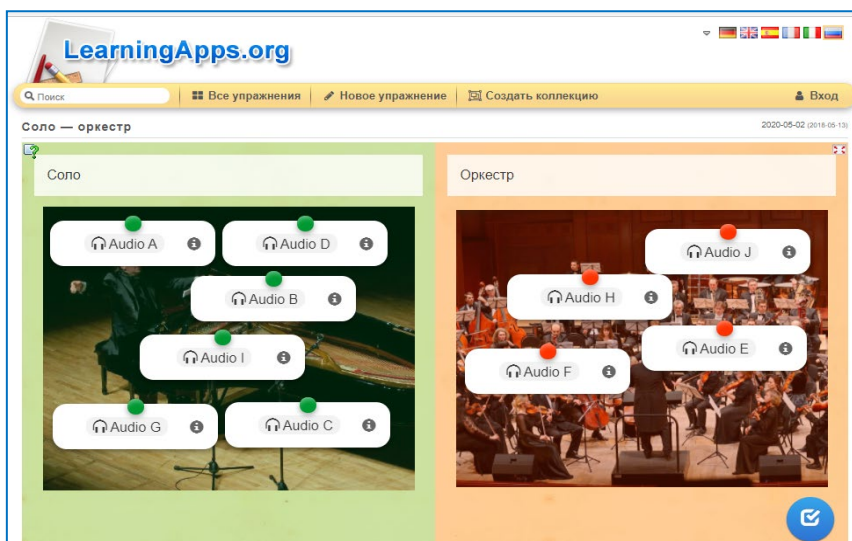 LearningApps.org
Поиск
Все упражнения
Новое упражнение
Создать коллекцию
Вход
Соло — оркестр
2020-05-02 (2016-05-13)
Соло
Оркестр
Audio A
Audio D
Audio B
Audio I
Audio G
Audio C
Audio J
Audio H
Audio E
Audio F